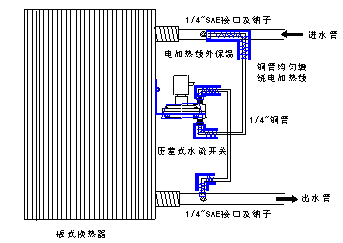 1/4"SAE接口及纳子
进水管
电加热线外保温
铜管均匀缠
绕电加热线
1/4"铜管
压差式水流开关
出水管
1/4"SAE接口及纳子
板式换热器